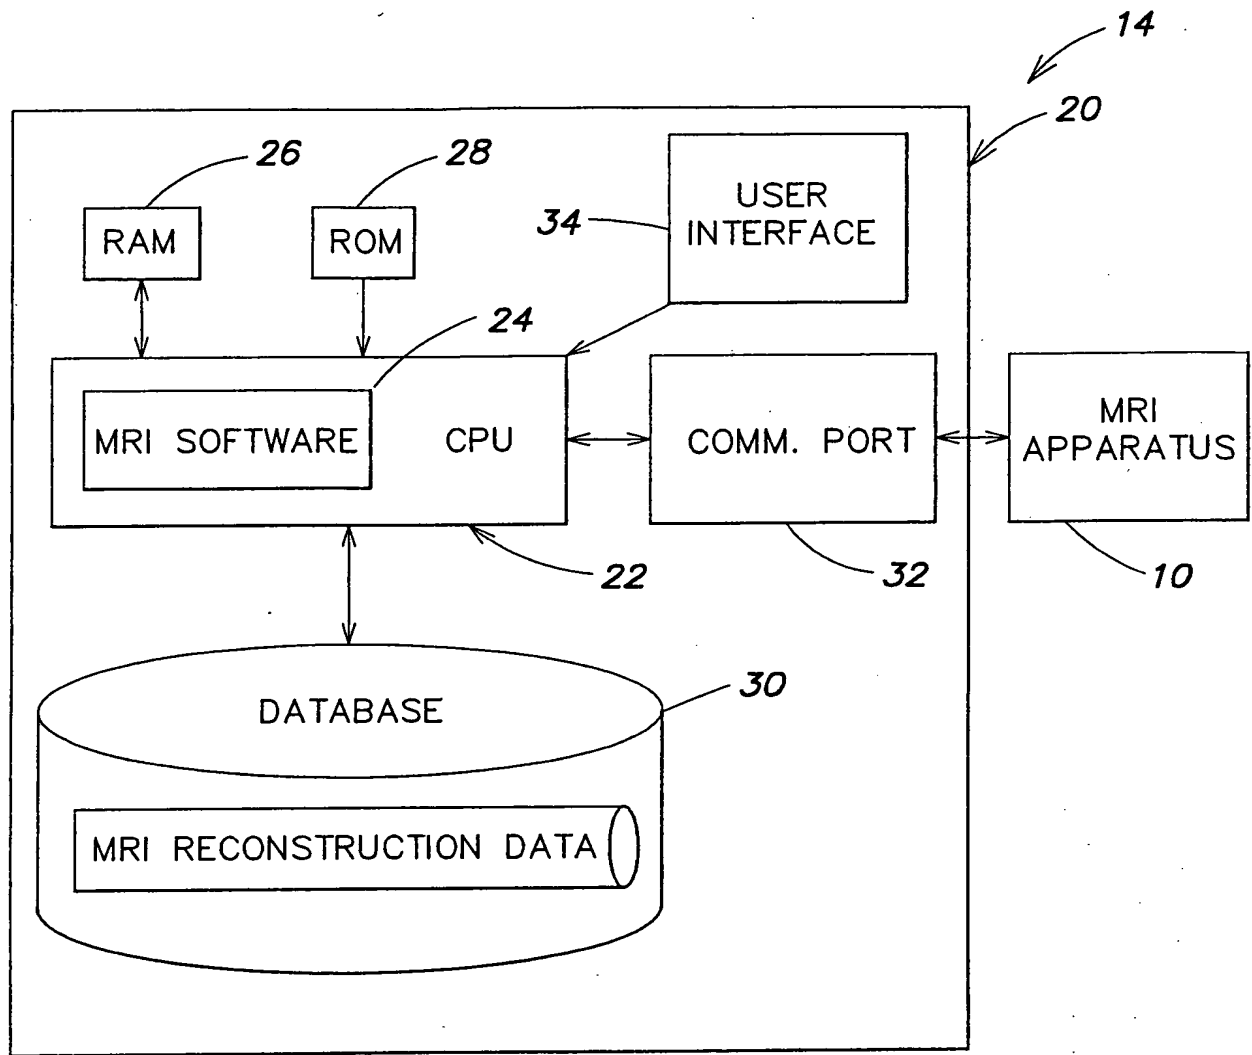 14
20
26
28
USER
INTERFACE
34
RAM
ROM
24
MRI SOFTWARE
CPU
COMM. PORT
MRI
APPARATUS
22
32
10
30
DATABASE
MRI RECONSTRUCTION DATA